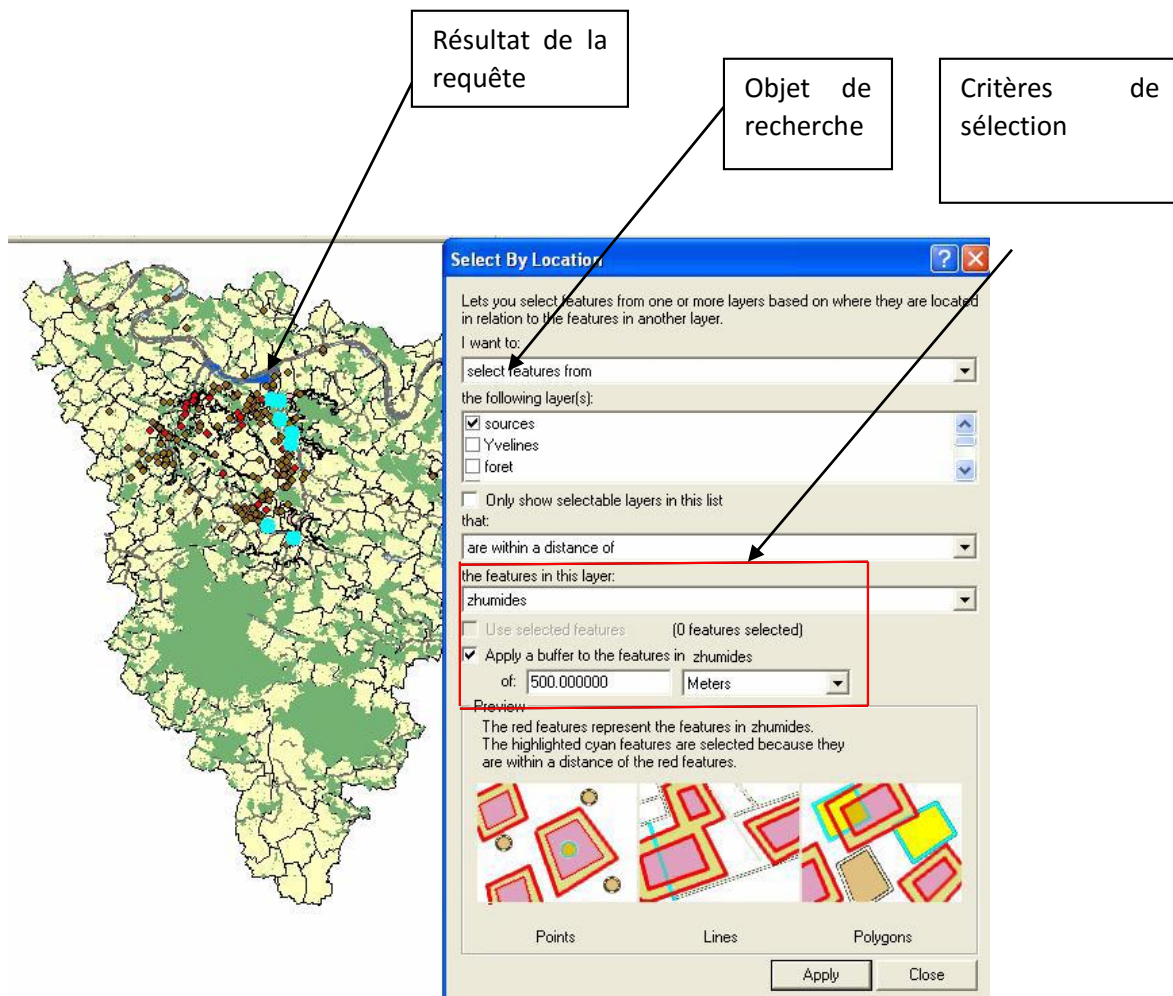 Résultat de la
requête
Objet de
recherche
Critères de
sélection
Select By Location
Lets you select features from one or more layers based on where they are located
in relation to the features in another layer.
I want to:
select features from
the following layer(s):
sources
Yvelines
foret
Only show selectable layers in this list
that:
are within a distance of
the features in this layer:
zhumides
Use selected features (0 features selected)
Apply a buffer to the features in zhumides
of: 500.000000 Meters
Preview
The red features represent the features in zhumides.
The highlighted cyan features are selected because they
are within a distance of the red features.
Points Lines Polygons
Apply Close